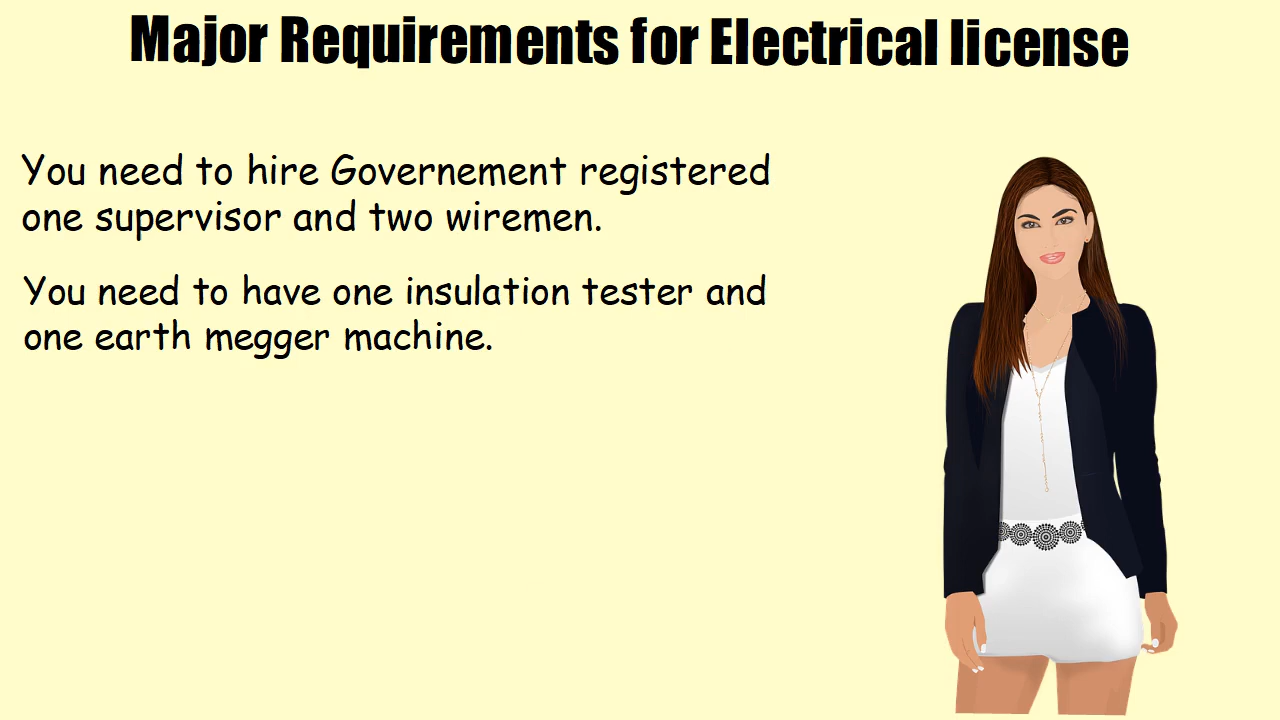 Major Requirements for Electrical license
You need to hire Governement registered
one supervisor and two wiremen.
You need to have one insulation tester and
one earth megger machine.